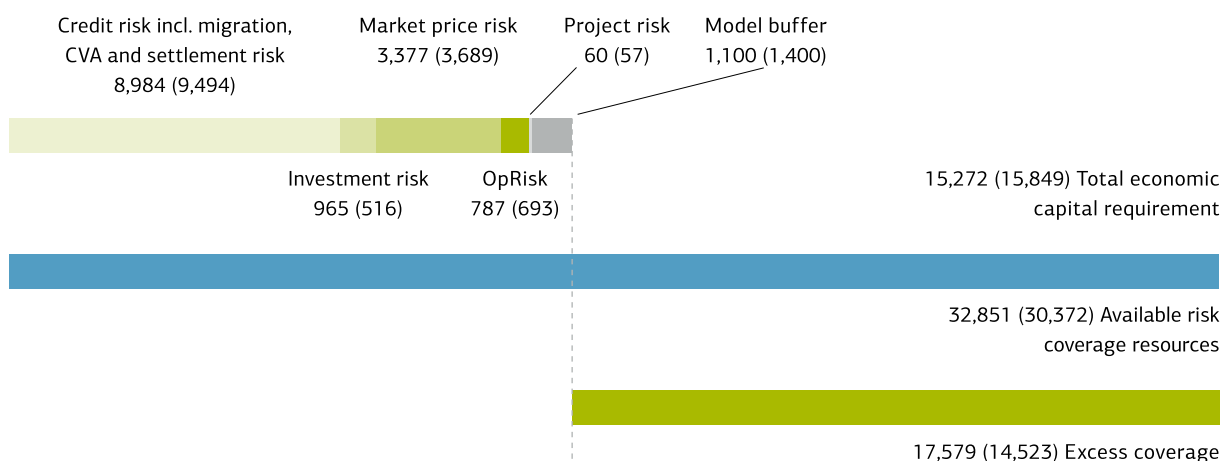 Credit risk incl. migration,
CVA and settlement risk
8,984 (9,494)
Market price risk
3,377 (3,689)
Project risk
60 (57)
Model buffer
1,100 (1,400)
Investment risk
965 (516)
OpRisk
787 (693)
15,272 (15,849) Total economic
capital requirement
32,851 (30,372) Available risk
coverage resources
17,579 (14,523) Excess coverage